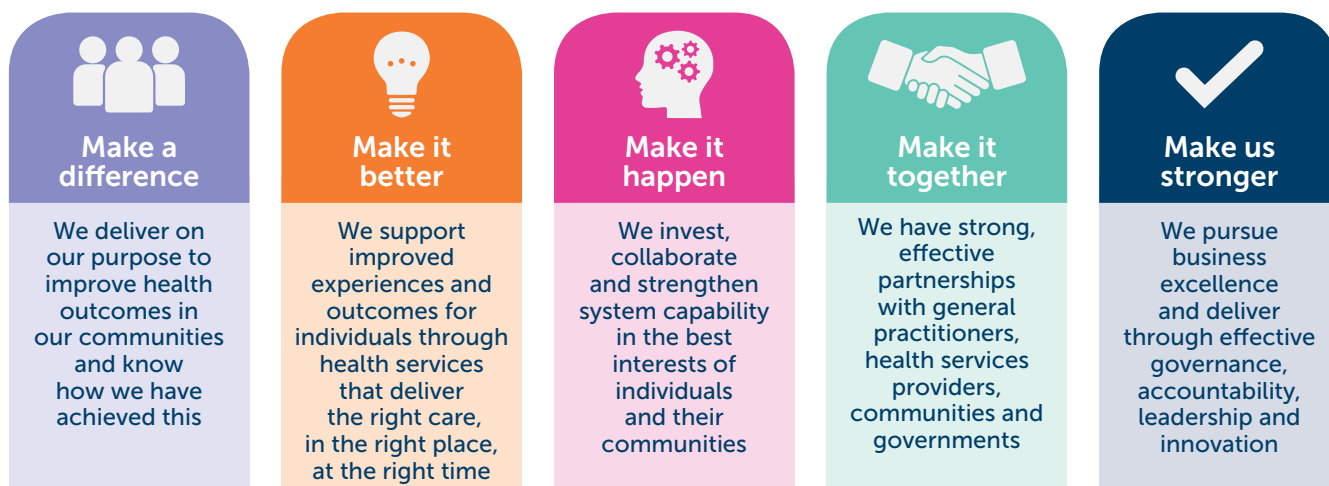 Make a
difference
We deliver on
our purpose to
improve health
outcomes in
our communities
and know
how we have
achieved this
Make it
better
We support
improved
experiences and
outcomes for
individuals through
health services
that deliver
the right care,
in the right place,
at the right time
Make it
happen
We invest,
collaborate
and strengthen
system capability
in the best
interests of
individuals
and their
communities
Make it
together
We have strong,
effective
partnerships
with general
practitioners,
health services
providers,
communities and
governments
Make us
stronger
We pursue
business
excellence
and deliver
through effective
governance,
accountability,
leadership and
innovation